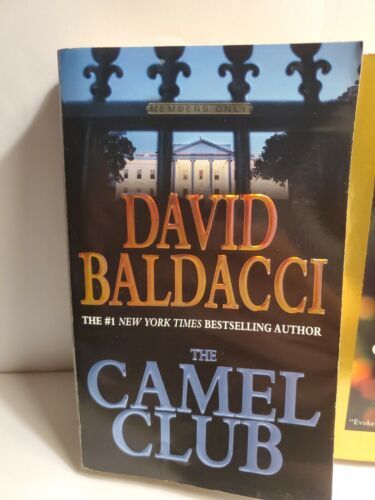 MEMBERS ONLY
DAVID
BALDACCI
THE #1 NEW YORK TIMES BESTSELLING AUTHOR
THE
CAMEL
CLUB
"Evoke